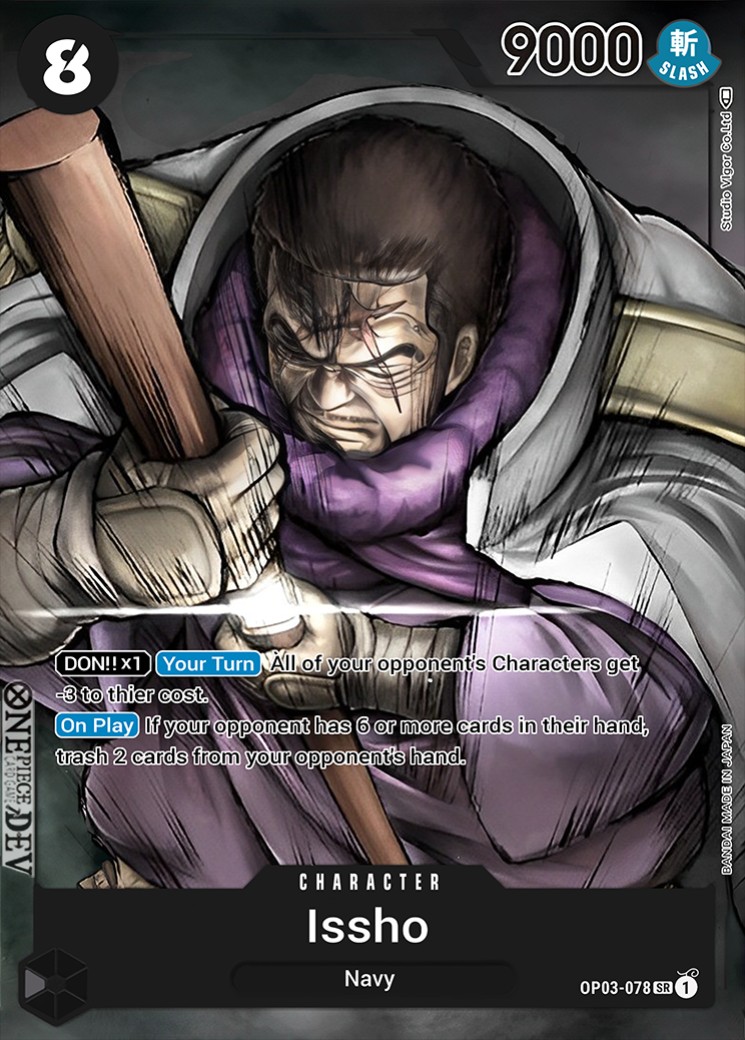 8
9000
斬
SLASH
Studio Vigor Co.Ltd
DON!! x1 Your Turn All of your opponent's Characters get
-3 to thier cost.
On Play If your opponent has 6 or more cards in their hand,
trash 2 cards from your opponent's hand.
ONE PIECE
CARD GAME
DEV
BANDAI MADE IN JAPAN
CHARACTER
Issho
Navy
OP03-078 SR 1